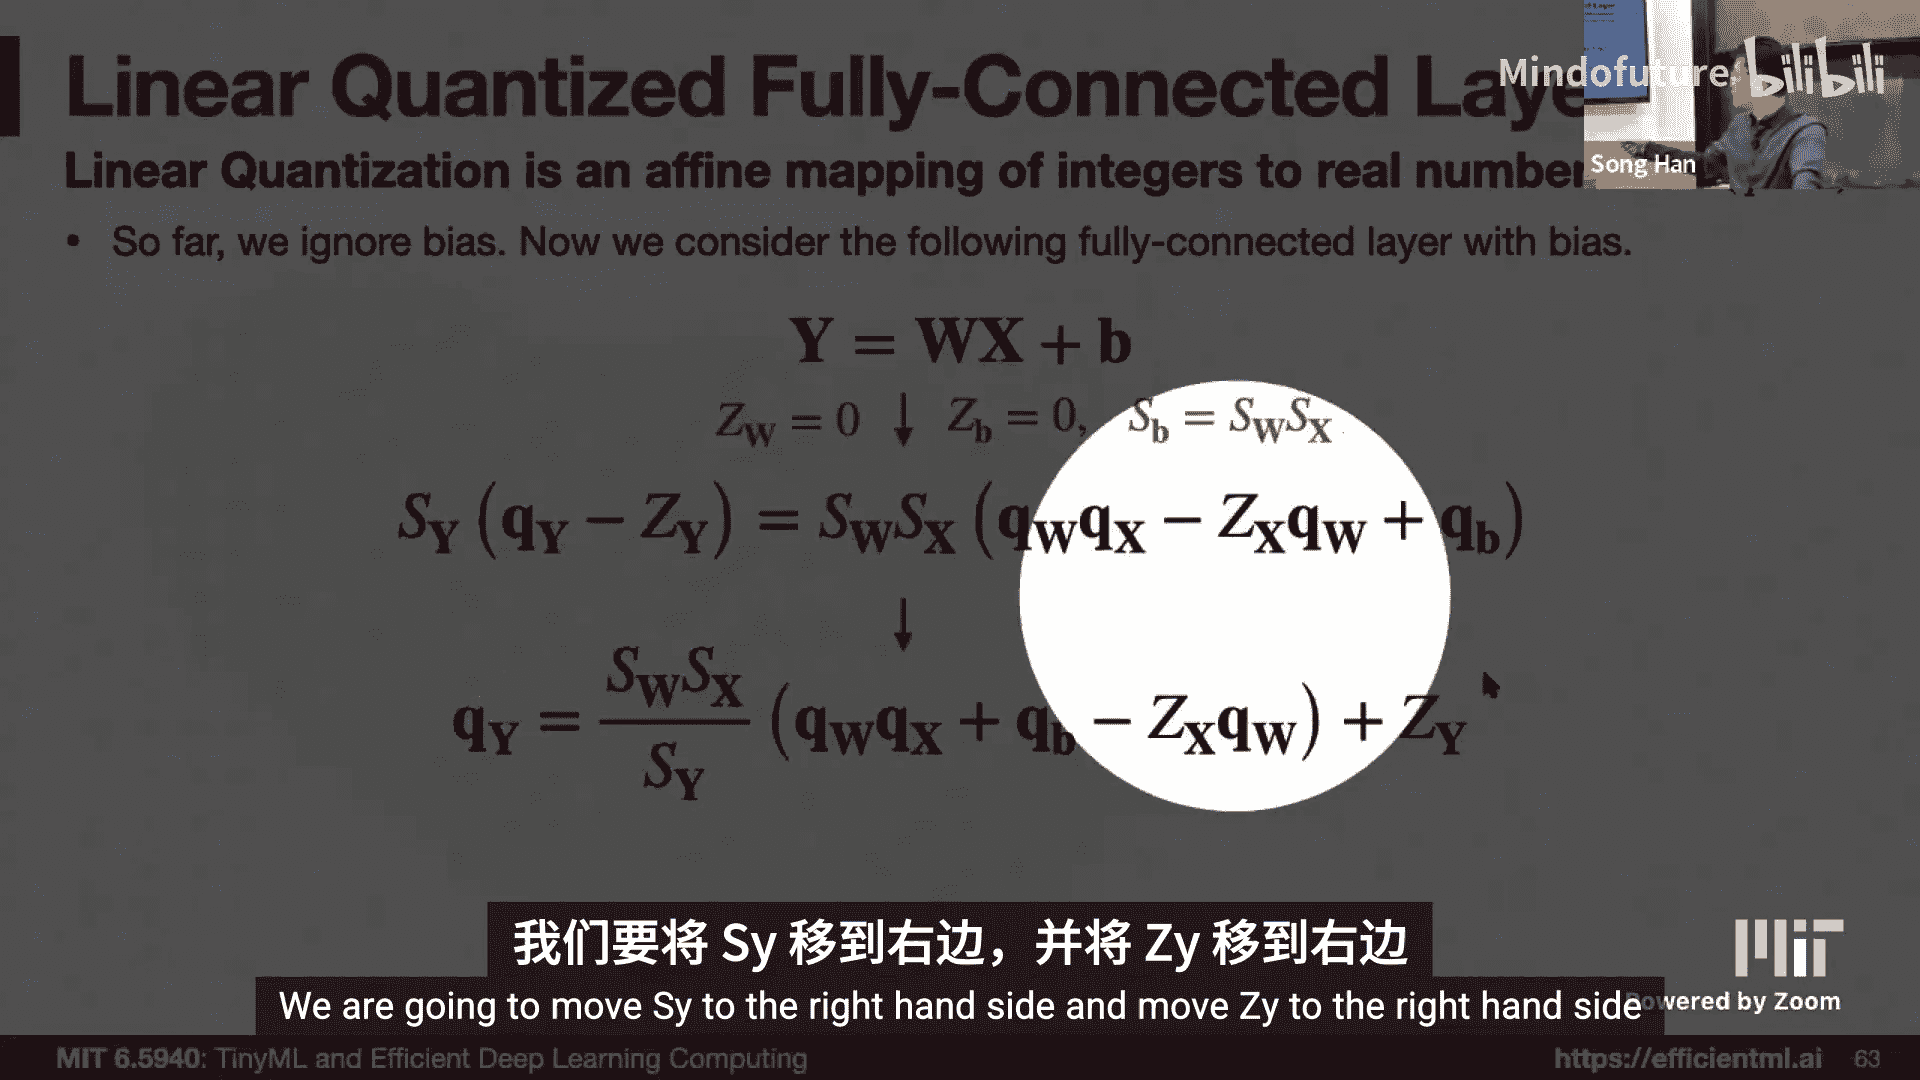 Linear Quantized Fully-Connected Laye
Mindofuture bilibili
Song Han
Linear Quantization is an affine mapping of integers to real number
• So far, we ignore bias. Now we consider the following fully-connected layer with bias.
Y = WX + b
Z_W = 0 ↓ Z_b = 0, S_b = S_W S_X
S_Y (q_Y − Z_Y) = S_W S_X (q_W q_X − Z_X q_W + q_b)
↓
q_Y = \frac{S_W S_X}{S_Y} (q_W q_X + q_b − Z_X q_W) + Z_Y
我们要将 Sy 移到右边，并将 Zy 移到右边
We are going to move Sy to the right hand side and move Zy to the right hand side
MIT
owered by Zoom
MIT 6.5940: TinyML and Efficient Deep Learning Computing
https://efficientml.ai 63